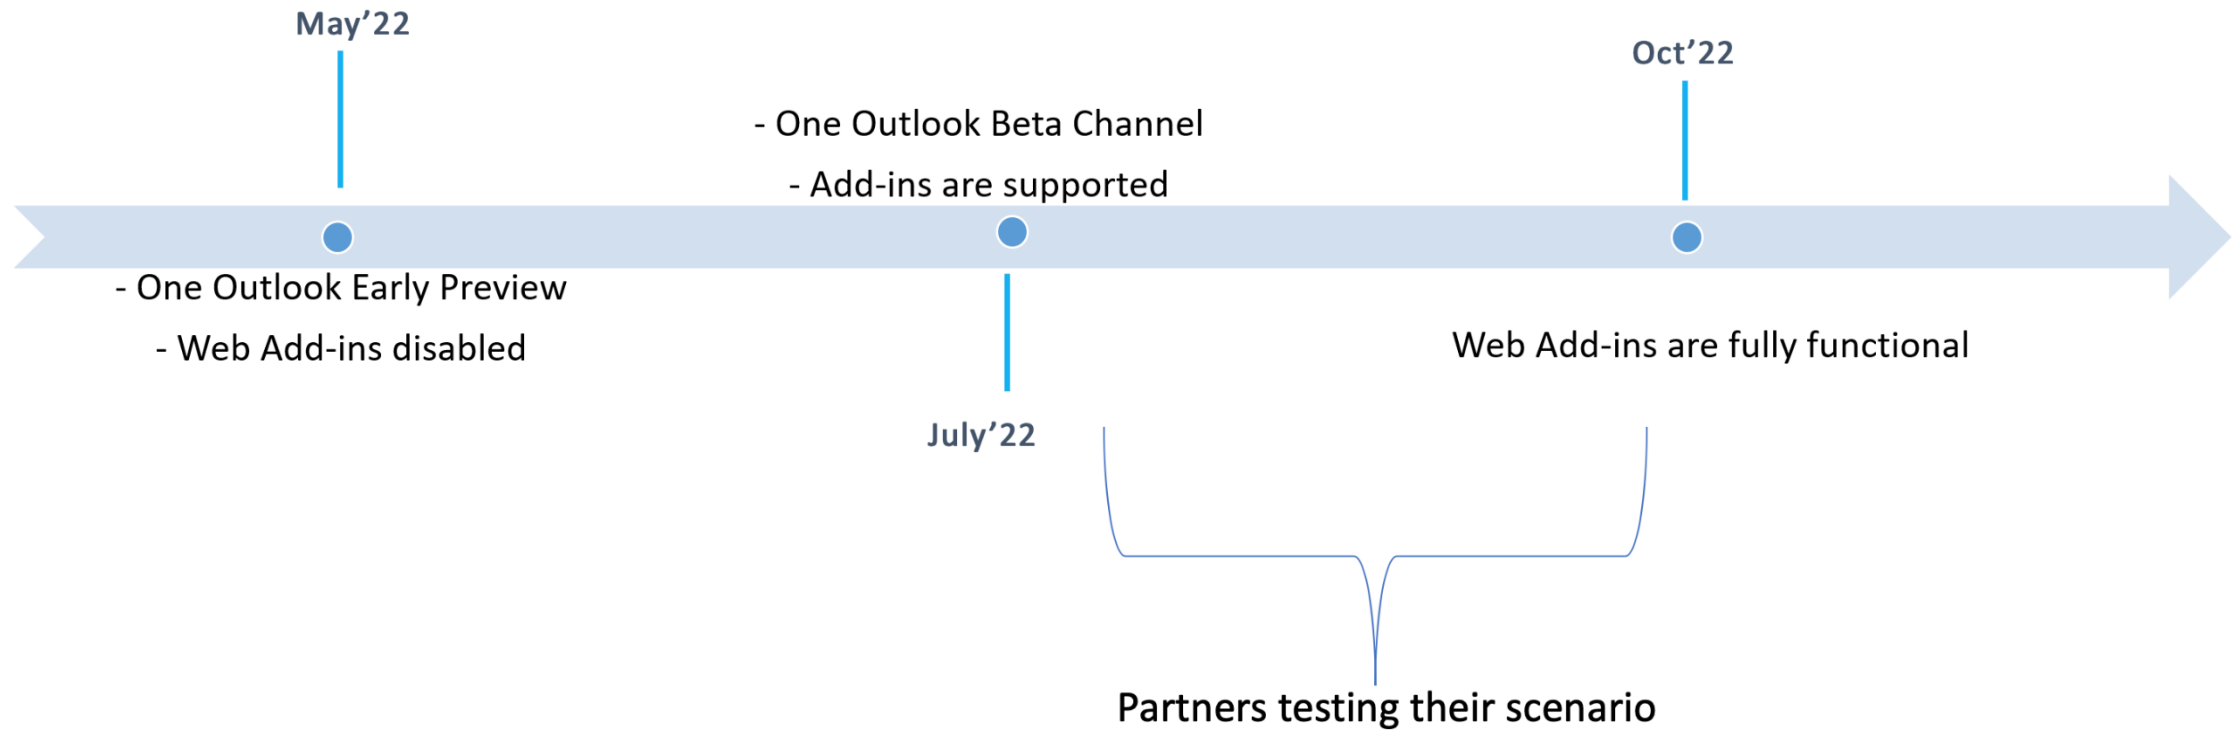 May’22
Oct’22
- One Outlook Beta Channel
- Add-ins are supported
- One Outlook Early Preview
- Web Add-ins disabled
Web Add-ins are fully functional
July’22
Partners testing their scenario